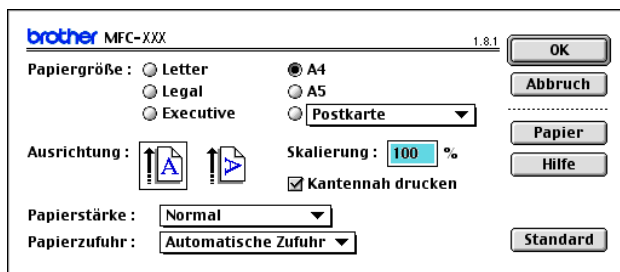 brother MFC-XXX 1.8.1
OK
Papiergröße : Letter A4
Abbruch
Legal A5
Executive Postkarte
Papier
Ausrichtung : Skalierung : 100 %
Hilfe
Kantennah drucken
Papierstärke : Normal
Papierzufuhr : Automatische Zufuhr
Standard